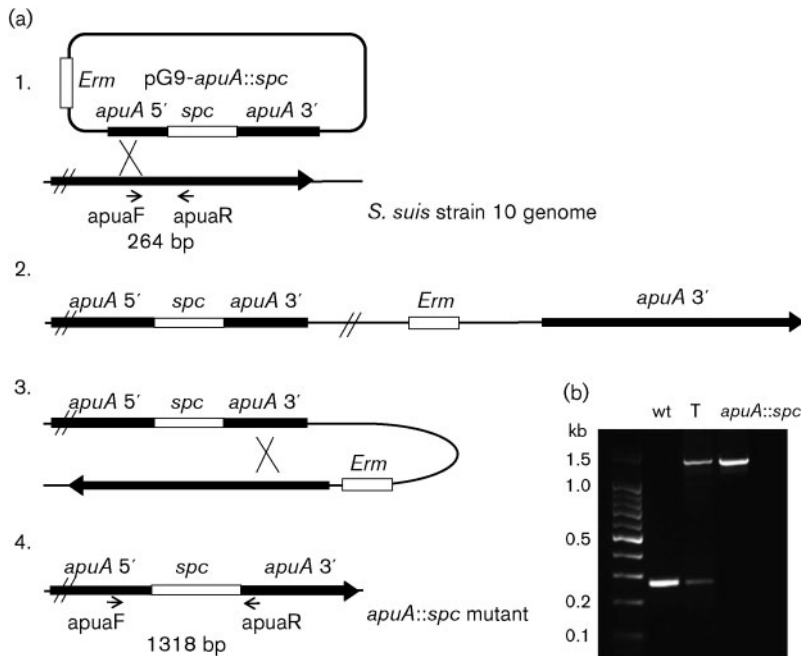 (a)
1.
Erm
pG9-apuA::spc
apuA 5′ spc apuA 3′
apuaF apuaR
264 bp
S. suis strain 10 genome
2.
apuA 5′ spc apuA 3′ Erm apuA 3′
3.
apuA 5′ spc apuA 3′
Erm
4.
apuA 5′ spc apuA 3′
apuaF apuaR
1318 bp
apuA::spc mutant
(b)
wt T apuA::spc
kb
1.5
1.0
0.5
0.2
0.1